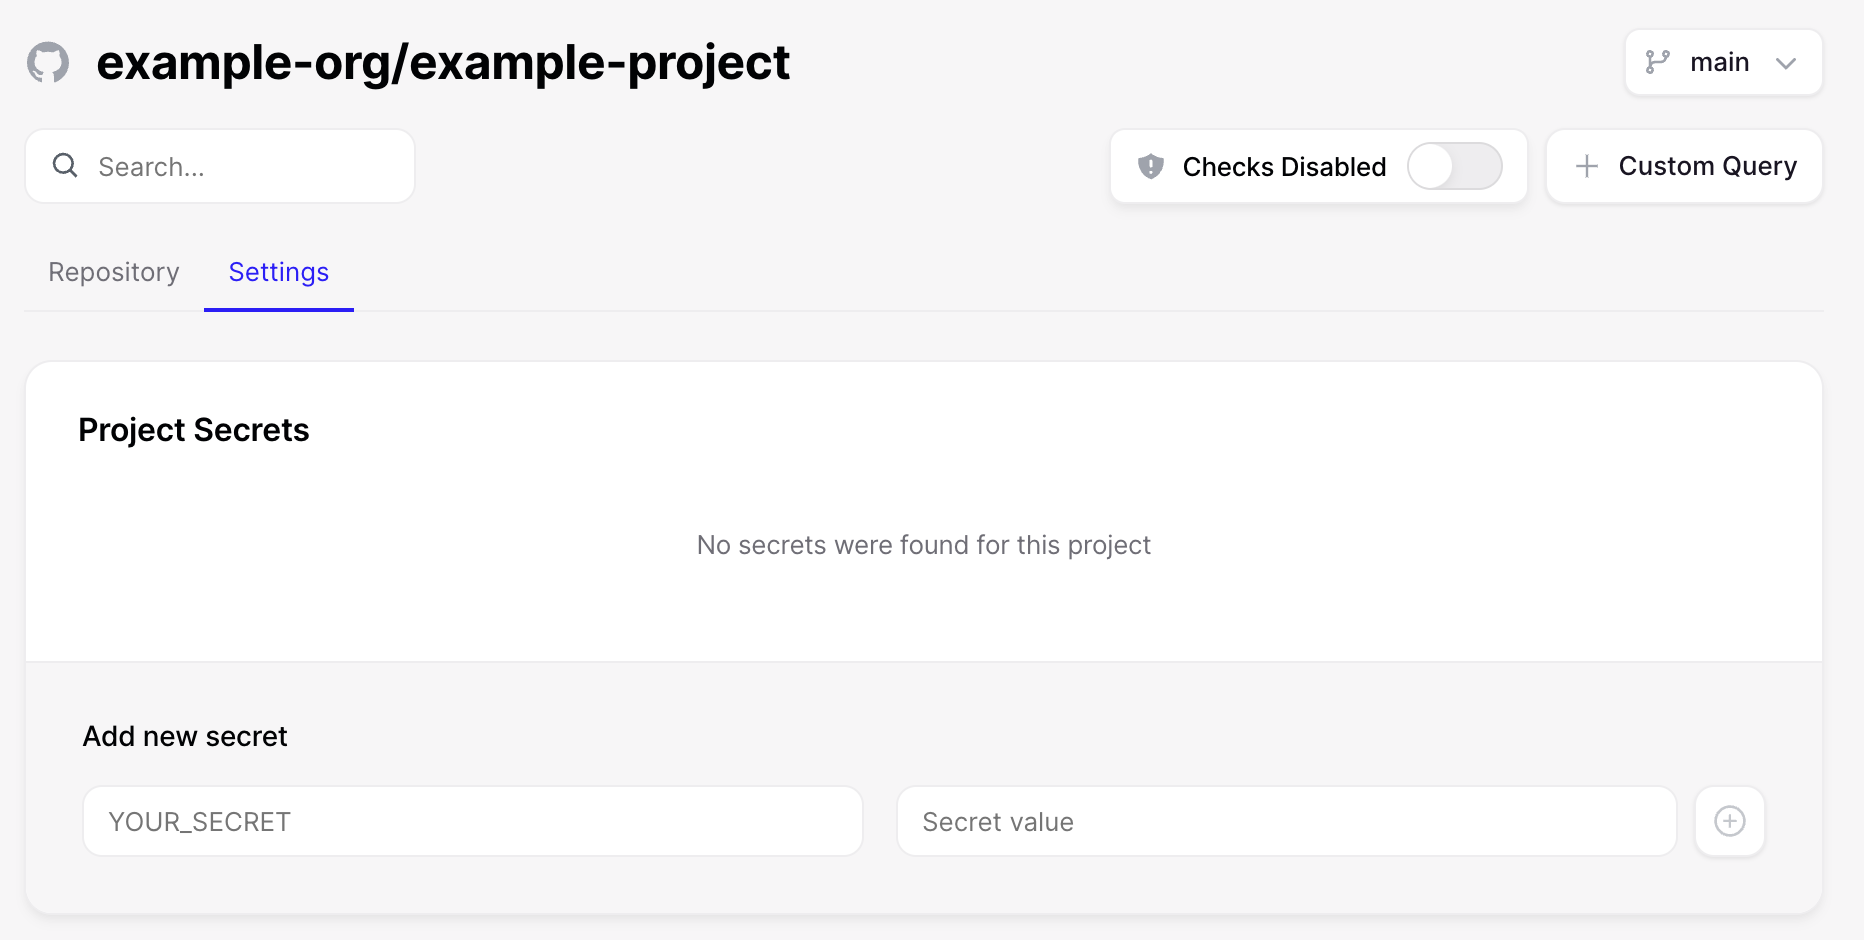 example-org/example-project
main
Search...
Checks Disabled
Custom Query
Repository
Settings
Project Secrets
No secrets were found for this project
Add new secret
YOUR_SECRET
Secret value